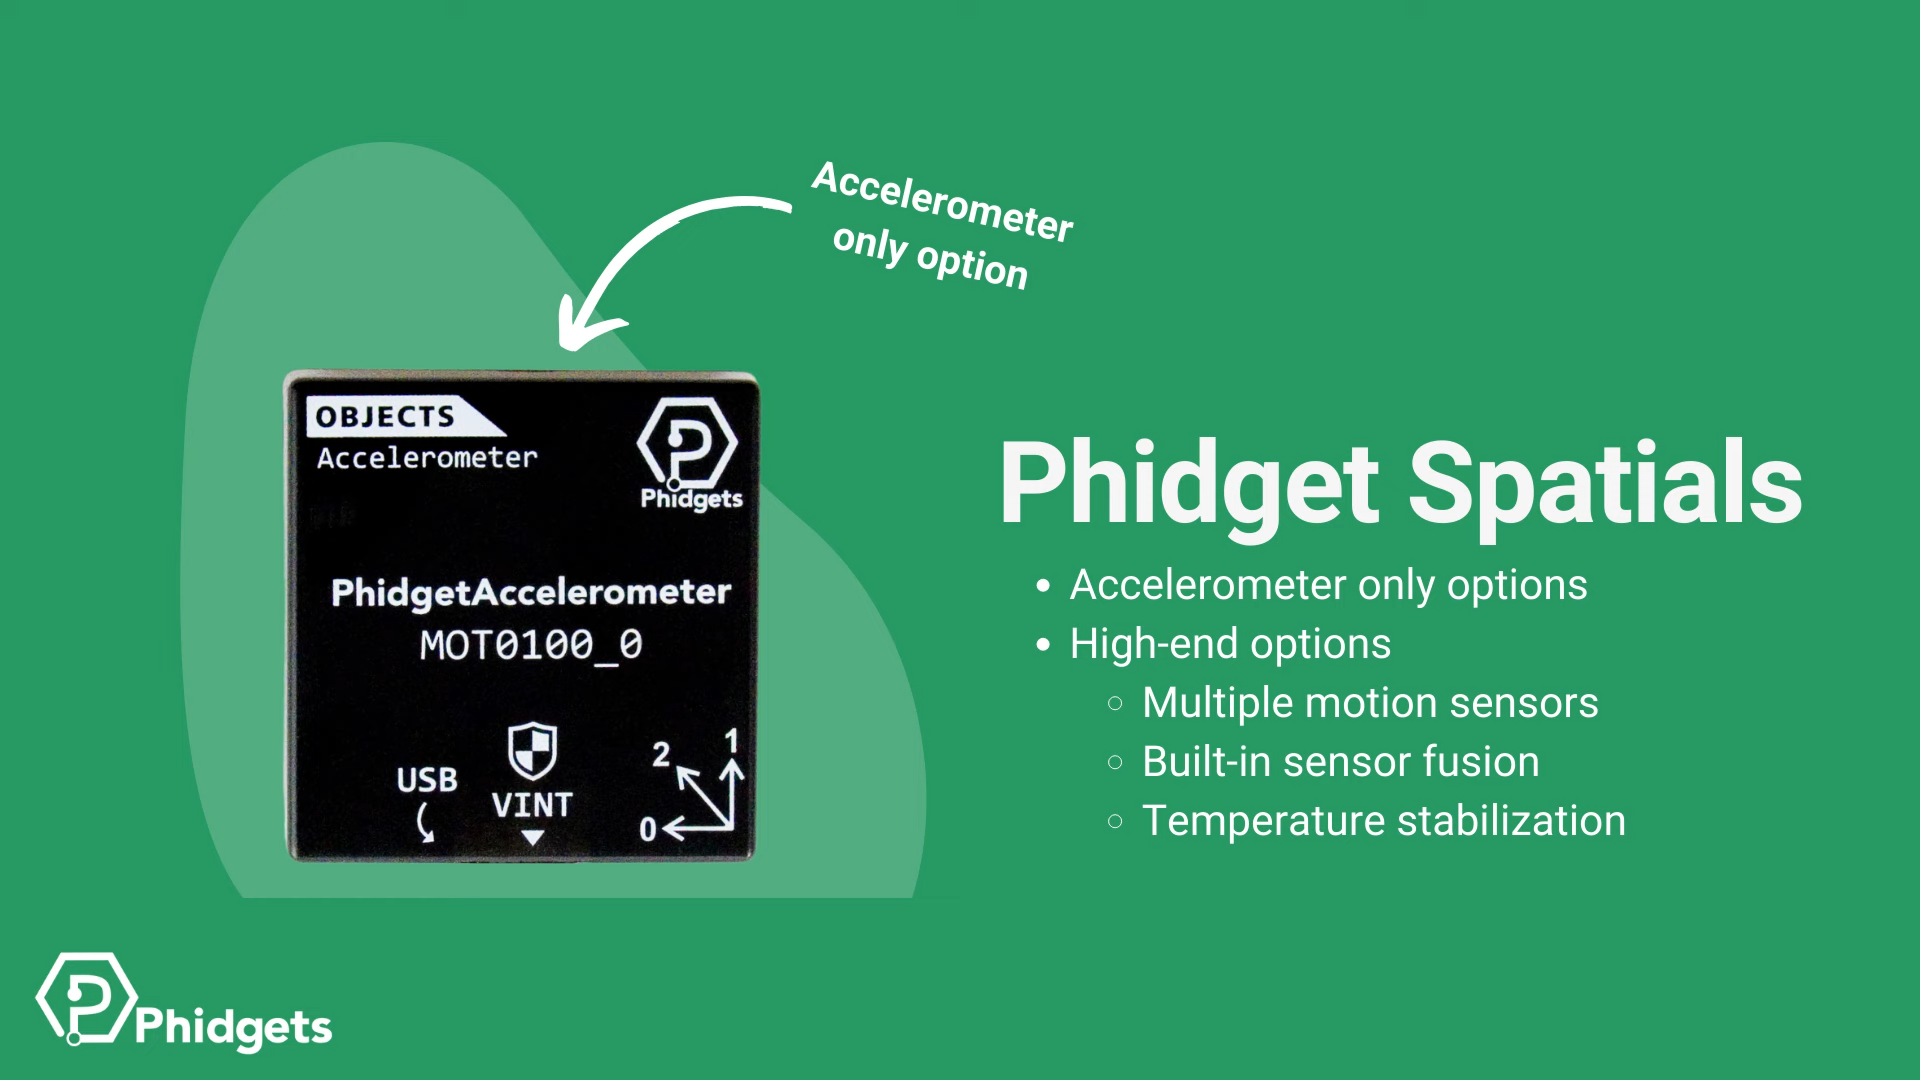 Accelerometer
only option
OBJECTS
Accelerometer
Phidgets
PhidgetAccelerometer
MOT0100_0
USB
VINT
2
1
0
Phidget Spatials
Accelerometer only options
High-end options
Multiple motion sensors
Built-in sensor fusion
Temperature stabilization
Phidgets